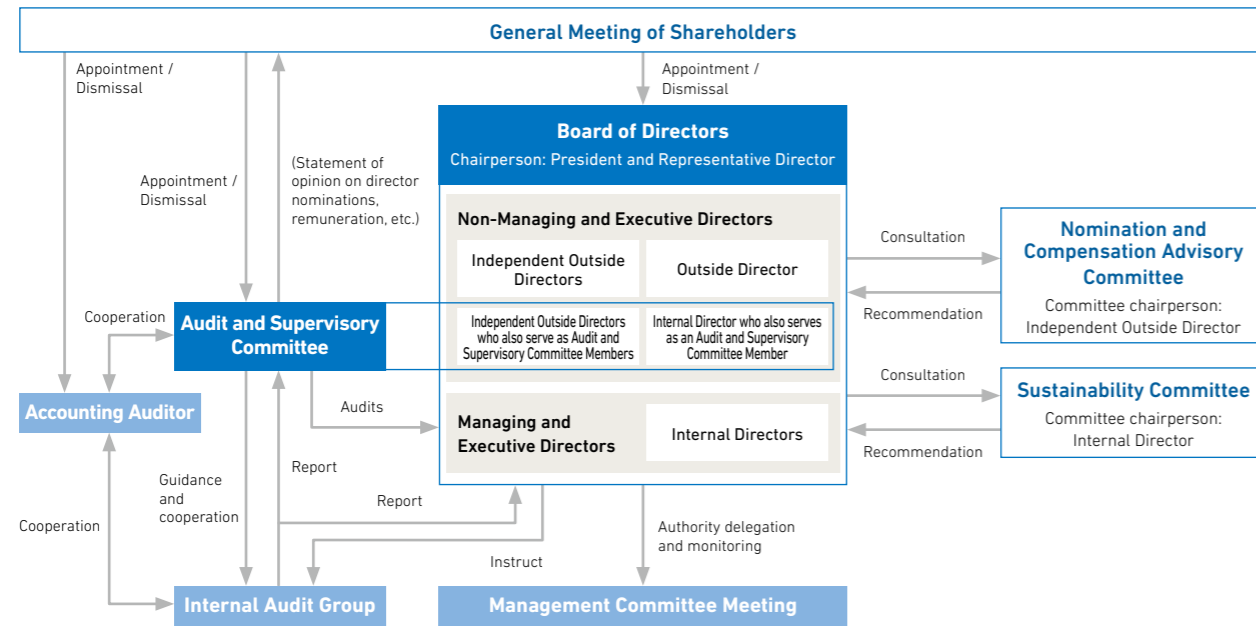 General Meeting of Shareholders
Appointment /
Dismissal
Appointment /
Dismissal
(Statement of
opinion on director
nominations,
remuneration, etc.)
Appointment /
Dismissal
Board of Directors
Chairperson: President and Representative Director
Non-Managing and Executive Directors
Independent Outside
Directors
Outside Director
Independent Outside Directors
who also serve as Audit and
Supervisory Committee Members
Internal Director who also serves
as an Audit and Supervisory
Committee Member
Managing and
Executive Directors
Internal Directors
Consultation
Recommendation
Nomination and
Compensation Advisory
Committee
Committee chairperson:
Independent Outside Director
Consultation
Recommendation
Sustainability Committee
Committee chairperson:
Internal Director
Cooperation
Audit and Supervisory
Committee
Audits
Accounting Auditor
Cooperation
Guidance
and
cooperation
Report
Report
Instruct
Authority delegation
and monitoring
Internal Audit Group
Management Committee Meeting